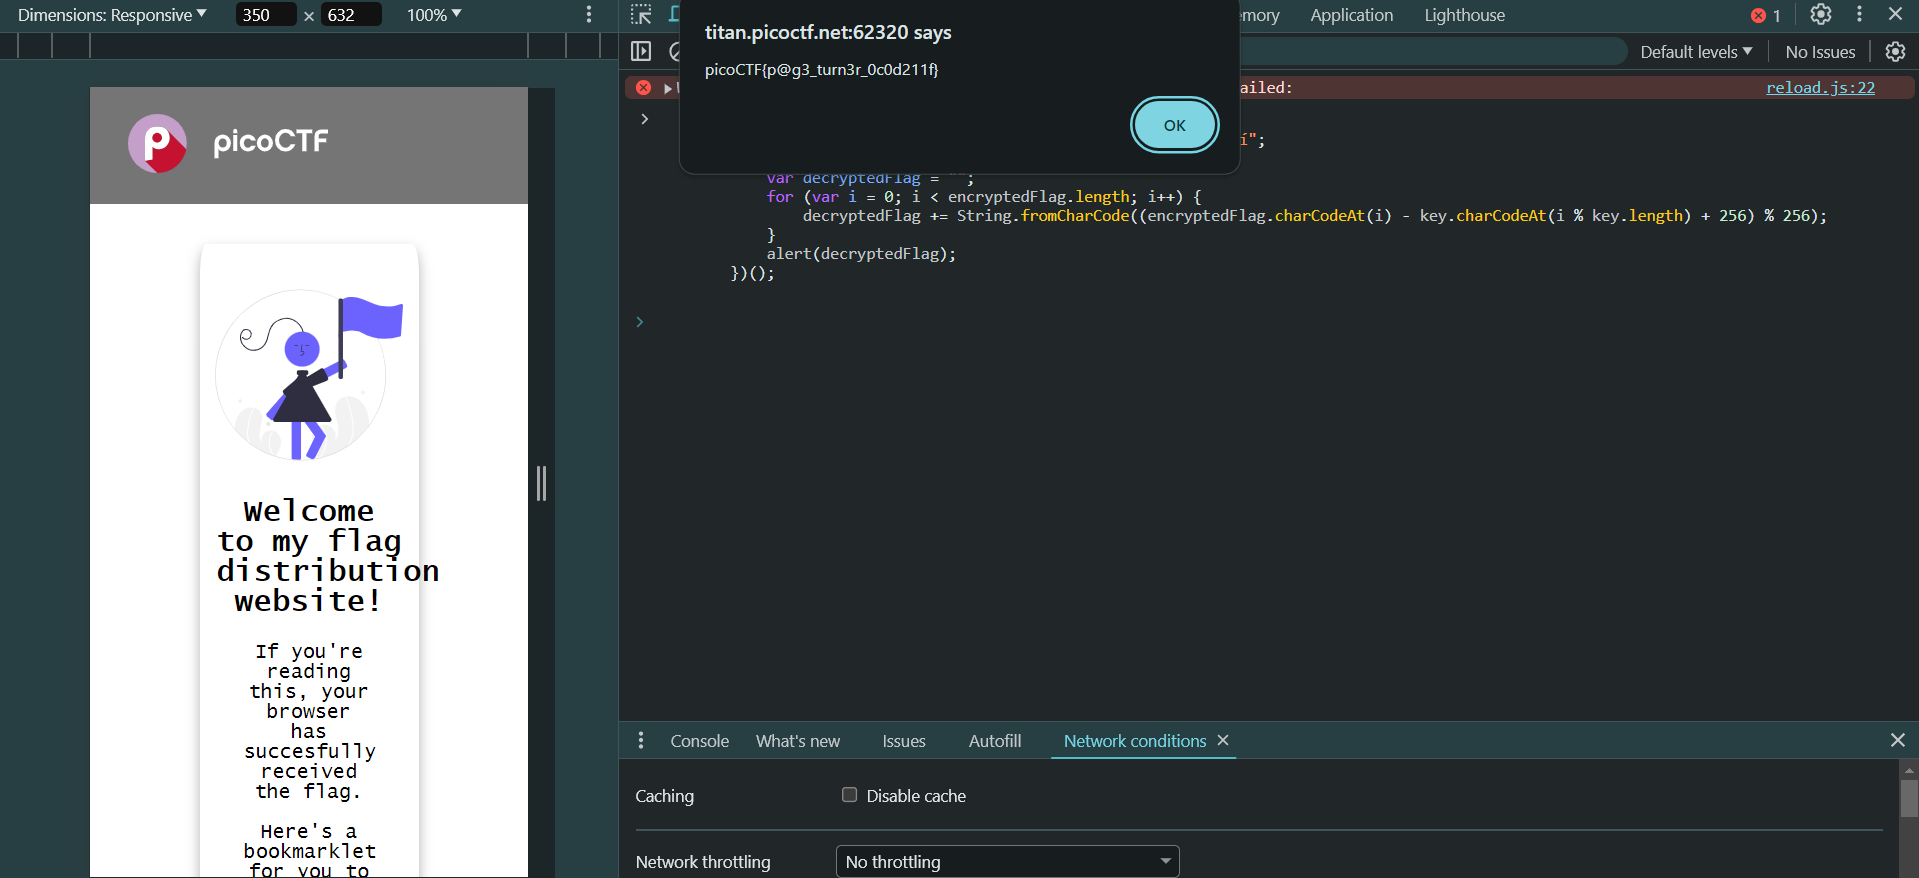 Dimensions: Responsive 350 × 632 100%
Application Lighthouse 1
titan.picoctf.net:62320 says
picoCTF{p@g3_turn3r_0c0d211f}
OK
Default levels No Issues
ailed: reload.js:22
";
var decryptedFlag = "";
for (var i = 0; i < encryptedFlag.length; i++) {
decryptedFlag += String.fromCharCode((encryptedFlag.charCodeAt(i) - key.charCodeAt(i % key.length) + 256) % 256);
}
alert(decryptedFlag);
})();
picoCTF
Welcome
to my flag
distribution
website!
If you're
reading
this, your
browser
has
succesfully
received
the flag.
Here's a
bookmarklet
for you to
Console What's new Issues Autofill Network conditions
Caching Disable cache
Network throttling No throttling